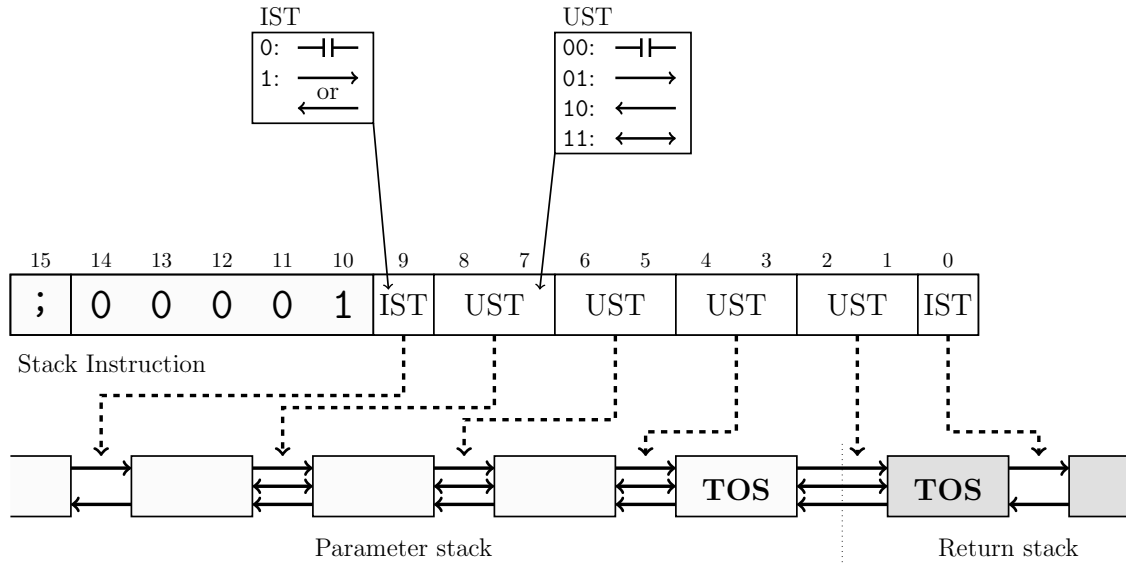 IST UST
0: 00:
1: 01:
or
10:
11:
15 14 13 12 11 10 9 8 7 6 5 4 3 2 1 0
; 0 0 0 0 1 IST UST UST UST UST IST
Stack Instruction
TOS TOS
Parameter stack Return stack